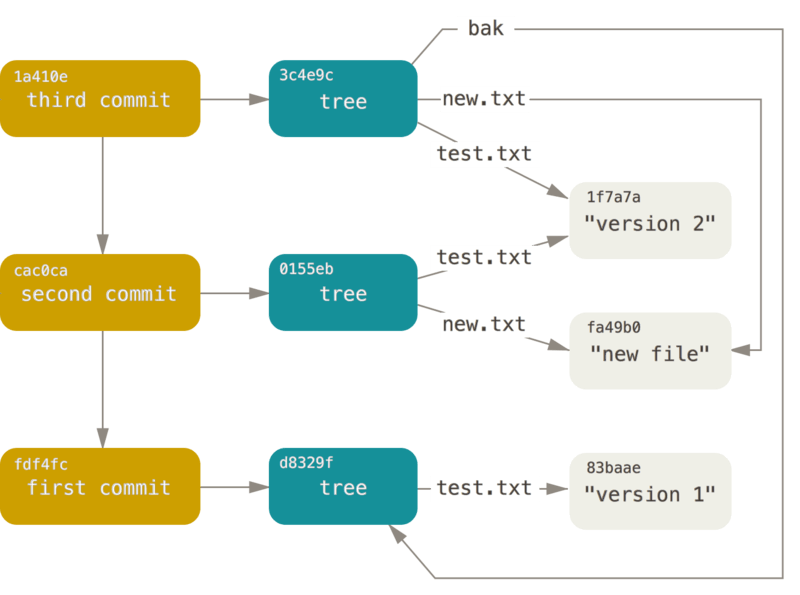 bak
1a410e
third commit
3c4e9c
tree
new.txt
test.txt
1f7a7a
"version 2"
cac0ca
second commit
0155eb
tree
test.txt
new.txt
fa49b0
"new file"
fdf4fc
first commit
d8329f
tree
test.txt
83baae
"version 1"